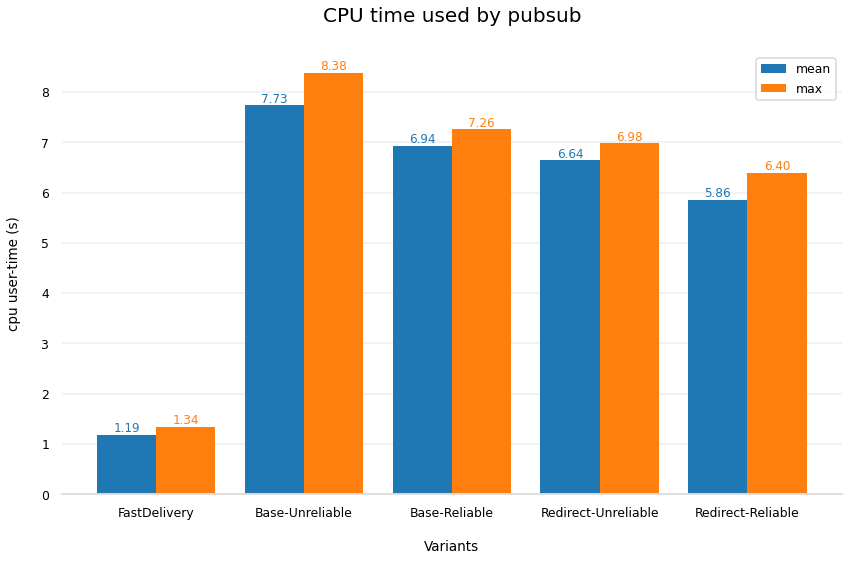 CPU time used by pubsub
mean
max
8.38
7.73
7.26
6.94
6.98
6.64
6.40
5.86
1.34
1.19
8
7
6
5
4
3
2
1
0
cpu user-time (s)
FastDelivery
Base-Unreliable
Base-Reliable
Redirect-Unreliable
Redirect-Reliable
Variants